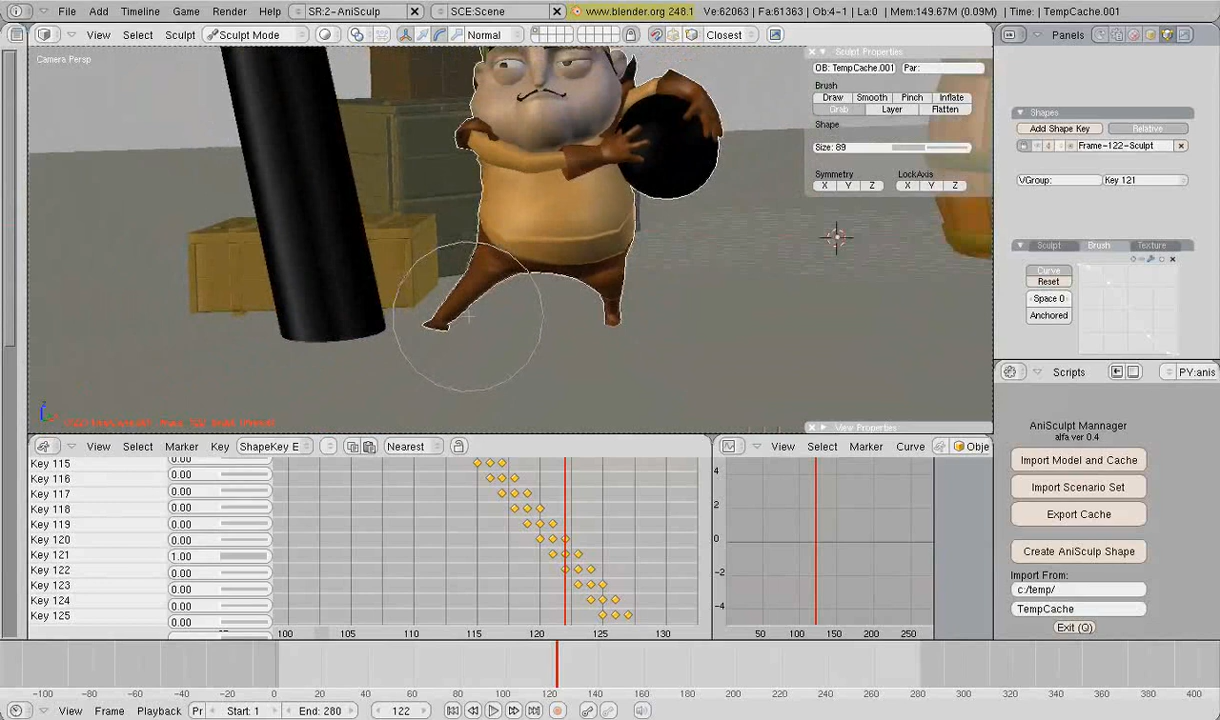 File Add Timeline Game Render Help SR:2-AniSculp SCE:Scene www.blender.org 248.1 Ve:62063 | Fa:61363 | Ob:4-1 | La:0 | Mem:149.67M (0.09M) | Time: | TempCache.001
View Select Sculpt Sculpt Mode Normal Closest Panels
Camera Persp
Sculpt Properties
OB: TempCache.001 Par:
Brush
Draw Smooth Pinch Inflate
Grab Layer Flatten
Shape
Size: 89
Symmetry LockAxis
X Y Z X Y Z
View Properties
Shapes
Add Shape Key Relative
Frame-122-Sculpt
VGroup: Key 121
Sculpt Brush Texture
Curve
Reset
Space 0
Anchored
Scripts PY:anis
AniSculpt Mannager
alfa ver 0.4
Import Model and Cache
Import Scenario Set
Export Cache
Create AniSculp Shape
Import From:
c:/temp/
TempCache
Exit (Q)
View Select Marker Key ShapeKey E Nearest
Key 115 0.00
Key 116 0.00
Key 117 0.00
Key 118 0.00
Key 119 0.00
Key 120 0.00
Key 121 1.00
Key 122 0.00
Key 123 0.00
Key 124 0.00
Key 125 0.00
100 105 110 115 120 125 130
View Select Marker Curve Obje
4
2
0
-2
-4
50 100 150 200 250
-100 -80 -60 -40 -20 0 20 40 60 80 100 120 140 160 180 200 220 240 260 280 300 320 340 360 380 400
View Frame Playback Pr Start: 1 End: 280 122